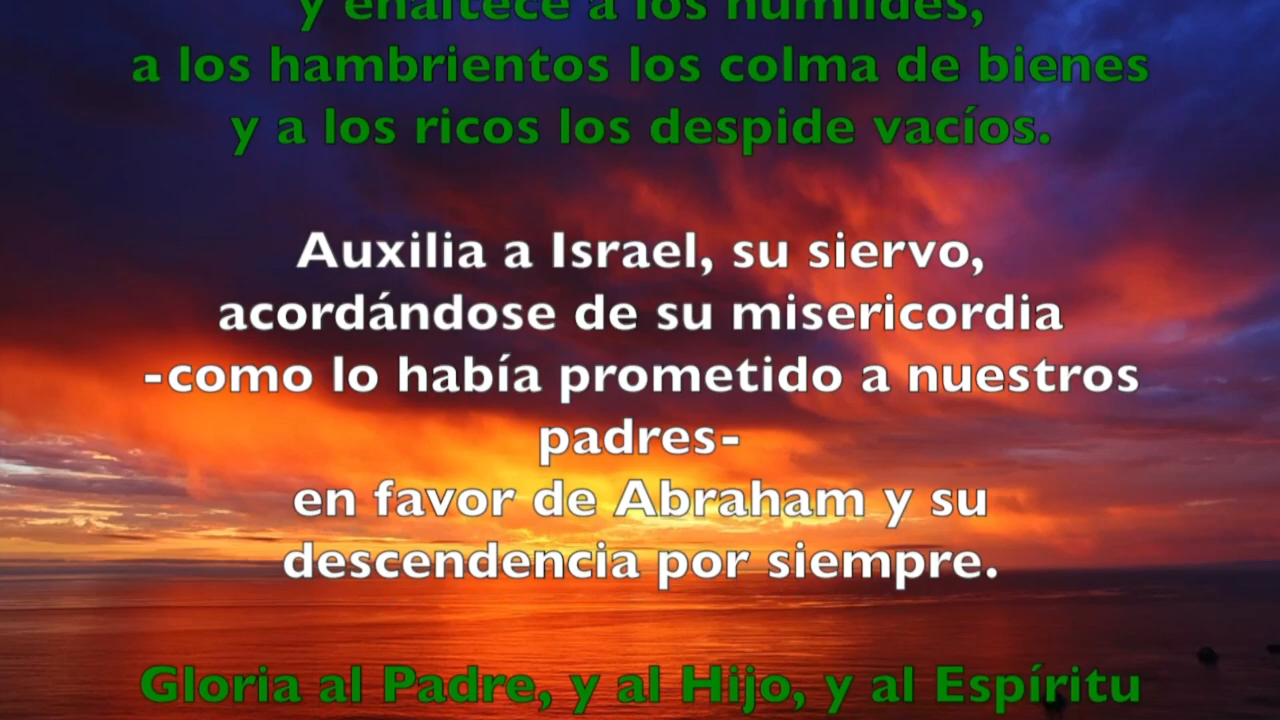 y enaltece a los humildes,
a los hambrientos los colma de bienes
y a los ricos los despide vacíos.
Auxilia a Israel, su siervo,
acordándose de su misericordia
-como lo había prometido a nuestros
padres-
en favor de Abraham y su
descendencia por siempre.
Gloria al Padre, y al Hijo, y al Espíritu